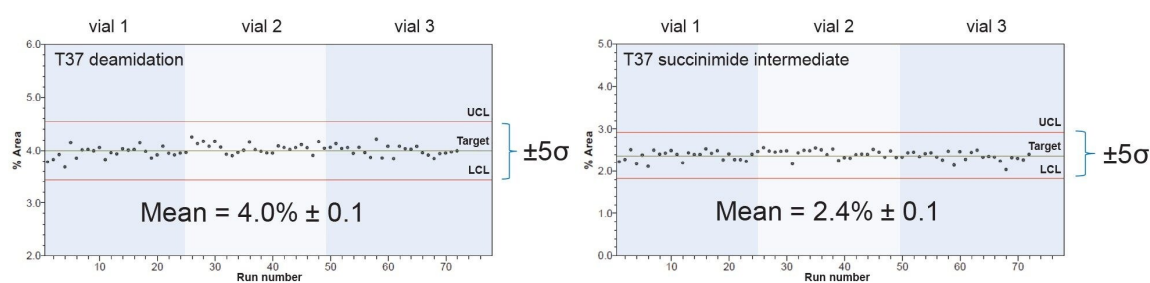 vial 1
vial 2
vial 3
6.0
5.0
4.0
3.0
2.0
% Area
T37 deamidation
UCL
Target
LCL
±5σ
Mean = 4.0% ± 0.1
10
20
30
40
50
60
70
Run number
vial 1
vial 2
vial 3
5.0
4.0
3.0
2.0
1.0
0.0
% Area
T37 succinimide intermediate
UCL
Target
LCL
±5σ
Mean = 2.4% ± 0.1
10
20
30
40
50
60
70
Run number